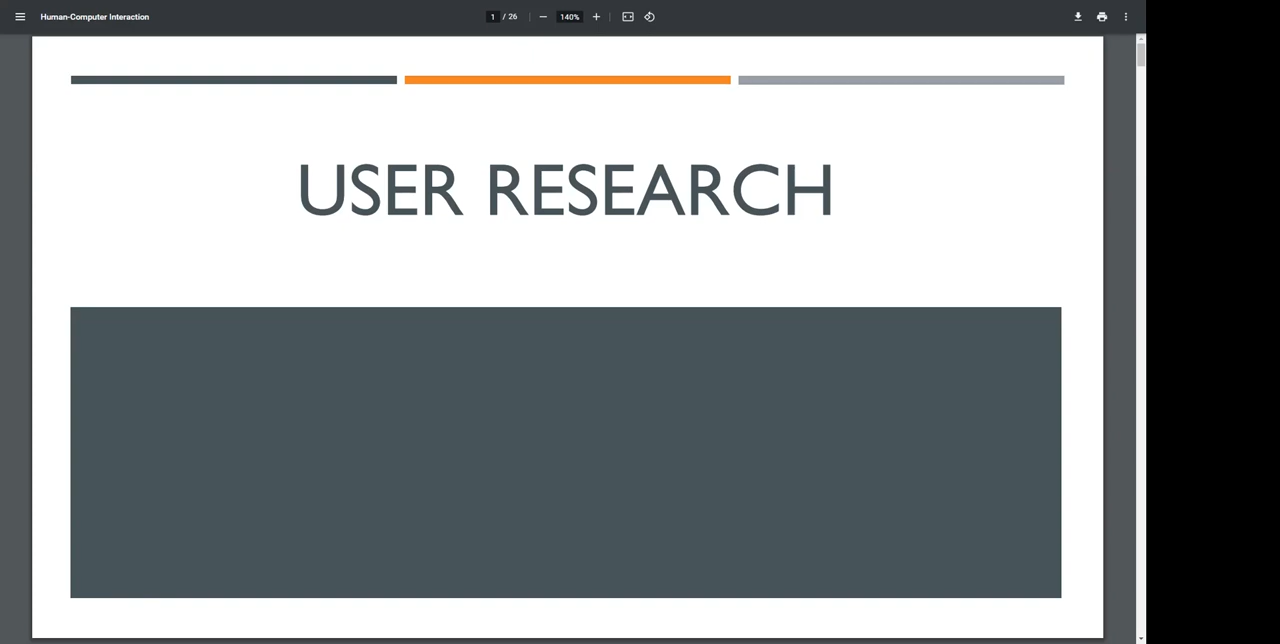 Human-Computer Interaction
1 / 26
140%
USER RESEARCH